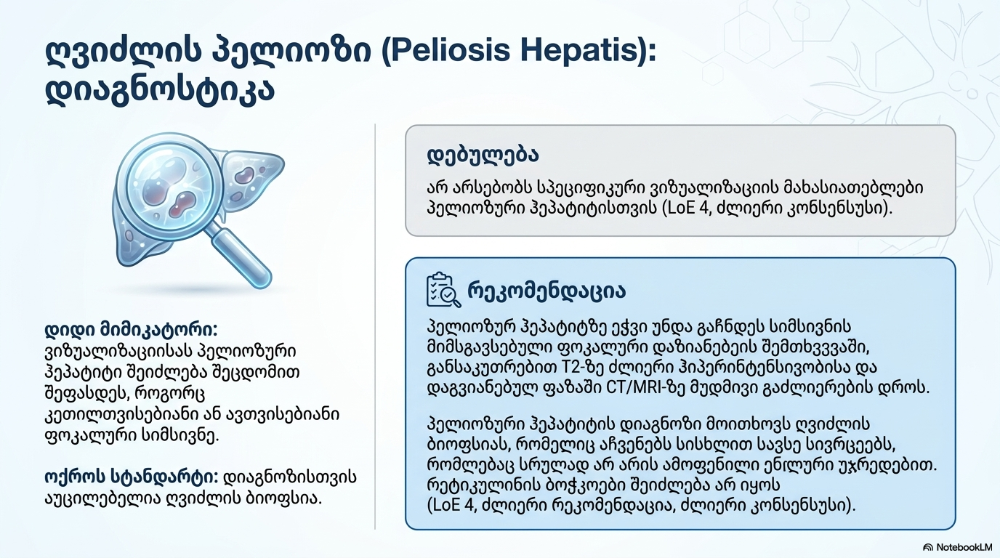 ღვიძლის პელიოზი (Peliosis Hepatis):
დიაგნოსტიკა
დიდი მიმიკატორი:
ვიზუალიზაციისას პელიოზური
ჰეპატიტი შეიძლება შეცდომით
შეფასდეს, როგორც
კეთილთვისებიანი ან ავთვისებიანი
ფოკალური სიმსივნე.
ოქროს სტანდარტი: დიაგნოზისთვის
აუცილებელია ღვიძლის ბიოფსია.
დებულება
არ არსებობს სპეციფიკური ვიზუალიზაციის მახასიათებლები
პელიოზური ჰეპატიტისთვის (LoE 4, ძლიერი კონსენსუსი).
რეკომენდაცია
პელიოზურ ჰეპატიტზე ეჭვი უნდა გაჩნდეს სიმსივნის
მიმსგავსებული ფოკალური დაზიანებეის შემთხვვვაში,
განსაკუთრებით T2-ზე ძლიერი ჰიპერინტენსივობისა და
დაგვიანებულ ფაზაში CT/MRI-ზე მუდმივი გაძლიერების დროს.
პელიოზური ჰეპატიტის დიაგნოზი მოითხოვს ღვიძლის
ბიოფსიას, რომელიც აჩვენებს სისხლით სავსე სივრცეებს,
რომლებაც სრულად არ არის ამოფენილი ენლური უჯრედებით.
რეტიკულინის ბოჭკოები შეიძლება არ იყოს
(LoE 4, ძლიერი რეკომენდაცია, ძლიერი კონსენსუსი).
NotebookLM